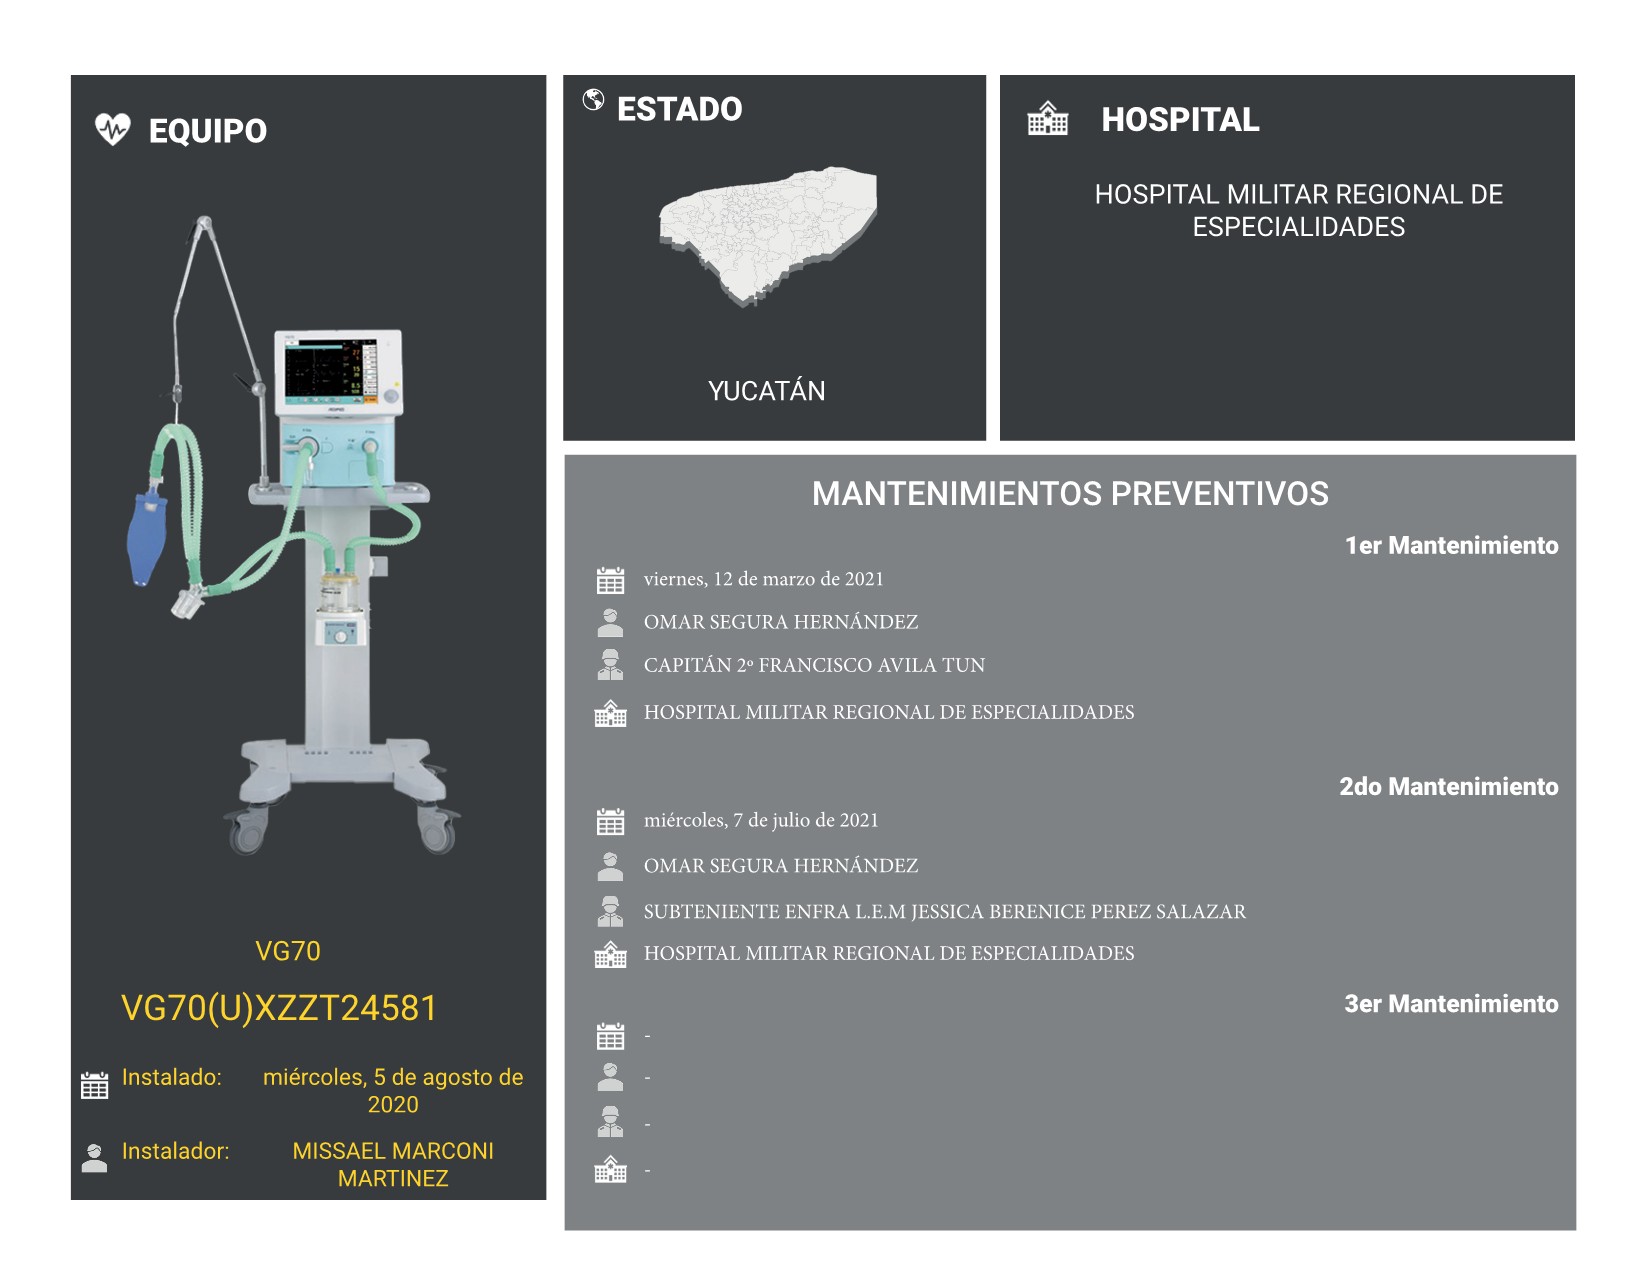 EQUIPO
VG70
VG70(U)XZZT24581
Instalado:
miércoles, 5 de agosto de
2020
Instalador:
MISSAEL MARCONI
MARTINEZ
ESTADO
YUCATÁN
HOSPITAL
HOSPITAL MILITAR REGIONAL DE
ESPECIALIDADES
MANTENIMIENTOS PREVENTIVOS
1er Mantenimiento
viernes, 12 de marzo de 2021
OMAR SEGURA HERNÁNDEZ
CAPITÁN 2º FRANCISCO AVILA TUN
HOSPITAL MILITAR REGIONAL DE ESPECIALIDADES
2do Mantenimiento
miércoles, 7 de julio de 2021
OMAR SEGURA HERNÁNDEZ
SUBTENIENTE ENFRA L.E.M JESSICA BERENICE PEREZ SALAZAR
HOSPITAL MILITAR REGIONAL DE ESPECIALIDADES
3er Mantenimiento
-
-
-
-